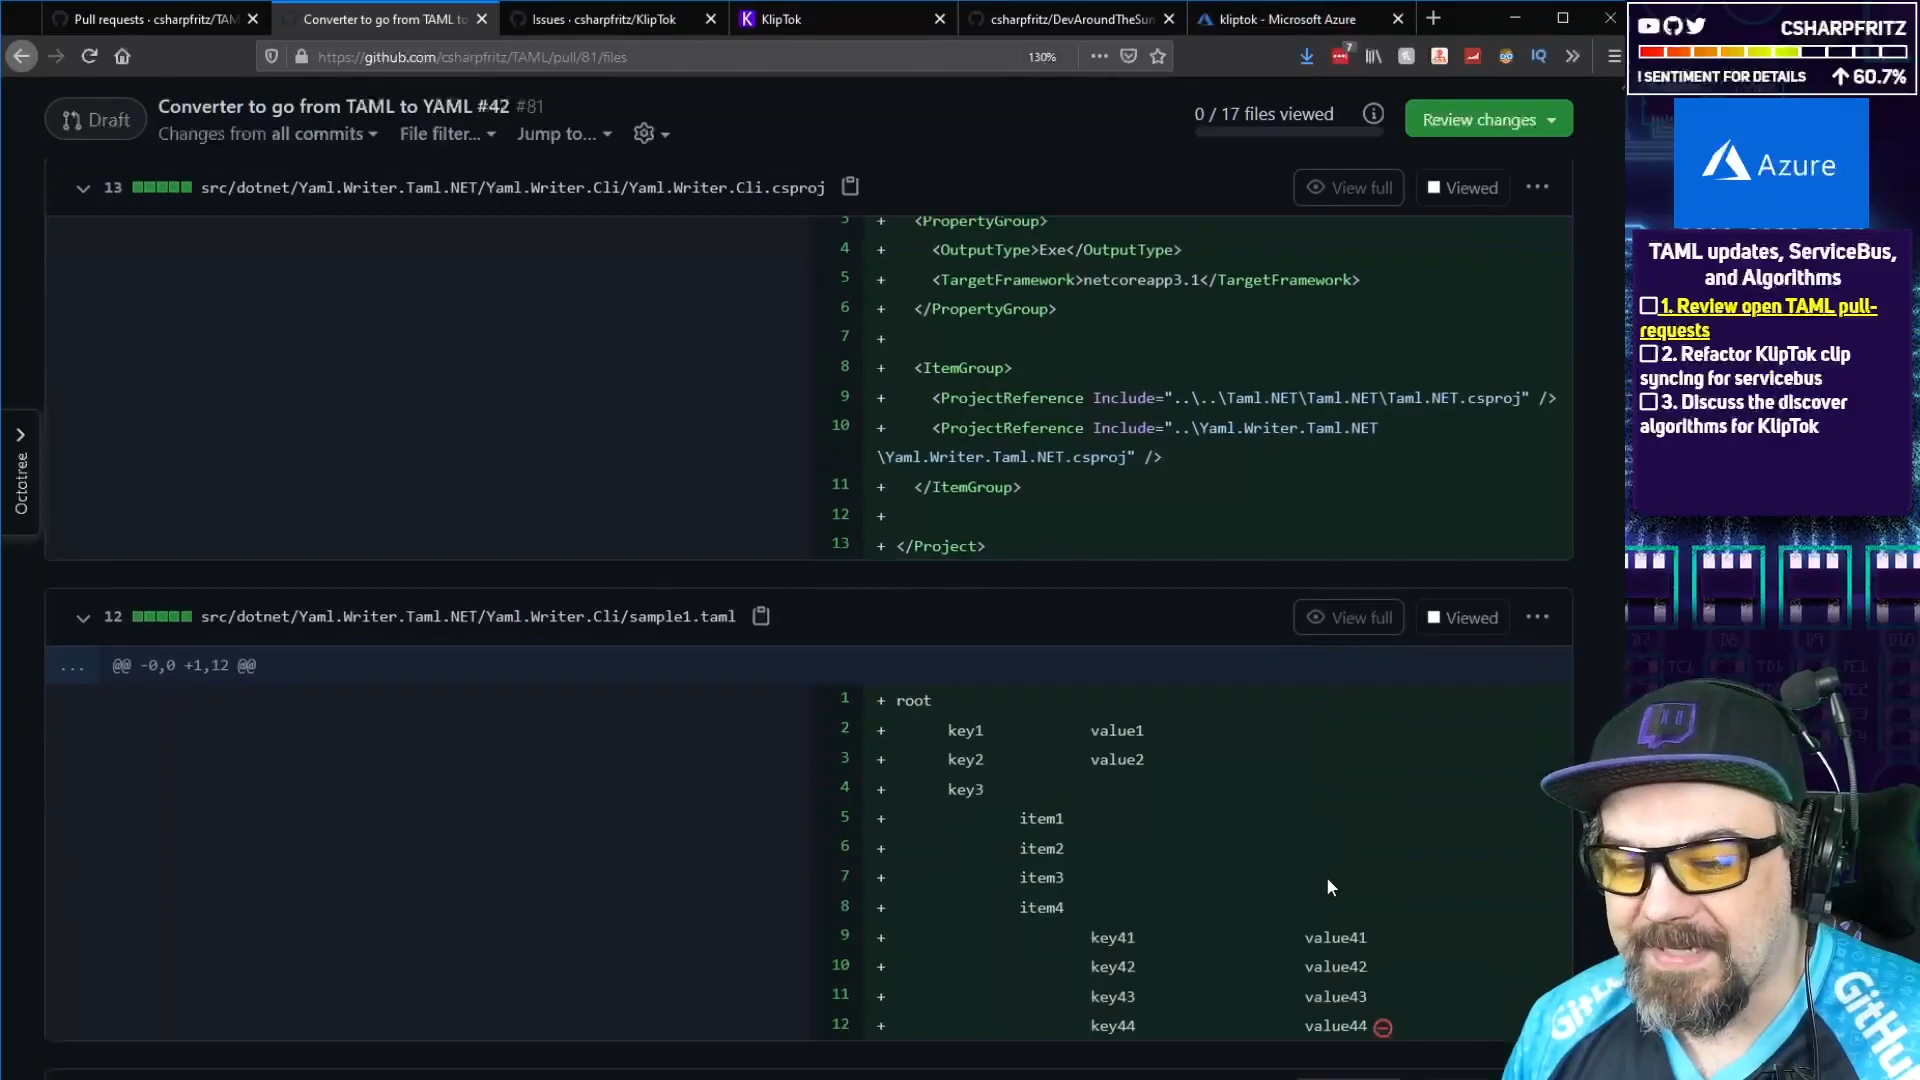 Pull requests · csharpfritz/TAM
Converter to go from TAML to
Issues · csharpfritz/KlipTok
K
KlipTok
csharpfritz/DevAroundTheSun
kliptok - Microsoft Azure
https://github.com/csharpfritz/TAML/pull/81/files
130%
7
IQ
Draft
Converter to go from TAML to YAML #42 #81
Changes from all commits
File filter...
Jump to...
0 / 17 files viewed
Review changes
13 src/dotnet/Yaml.Writer.Taml.NET/Yaml.Writer.Cli/Yaml.Writer.Cli.csproj
View full
Viewed
3 + <PropertyGroup>
4 + <OutputType>Exe</OutputType>
5 + <TargetFramework>netcoreapp3.1</TargetFramework>
6 + </PropertyGroup>
7 +
8 + <ItemGroup>
9 + <ProjectReference Include="..\..\Taml.NET\Taml.NET\Taml.NET.csproj" />
10 + <ProjectReference Include="..\Yaml.Writer.Taml.NET
\Yaml.Writer.Taml.NET.csproj" />
11 + </ItemGroup>
12 +
13 + </Project>
Octotree
12 src/dotnet/Yaml.Writer.Taml.NET/Yaml.Writer.Cli/sample1.taml
View full
Viewed
... @@ -0,0 +1,12 @@
1 + root
2 + key1 value1
3 + key2 value2
4 + key3
5 + item1
6 + item2
7 + item3
8 + item4
9 + key41 value41
10 + key42 value42
11 + key43 value43
12 + key44 value44
CSHARPFRITZ
! SENTIMENT FOR DETAILS
60.7%
Azure
TAML updates, ServiceBus,
and Algorithms
1. Review open TAML pull-
requests
2. Refactor KlipTok clip
syncing for servicebus
3. Discuss the discover
algorithms for KlipTok
GitHub